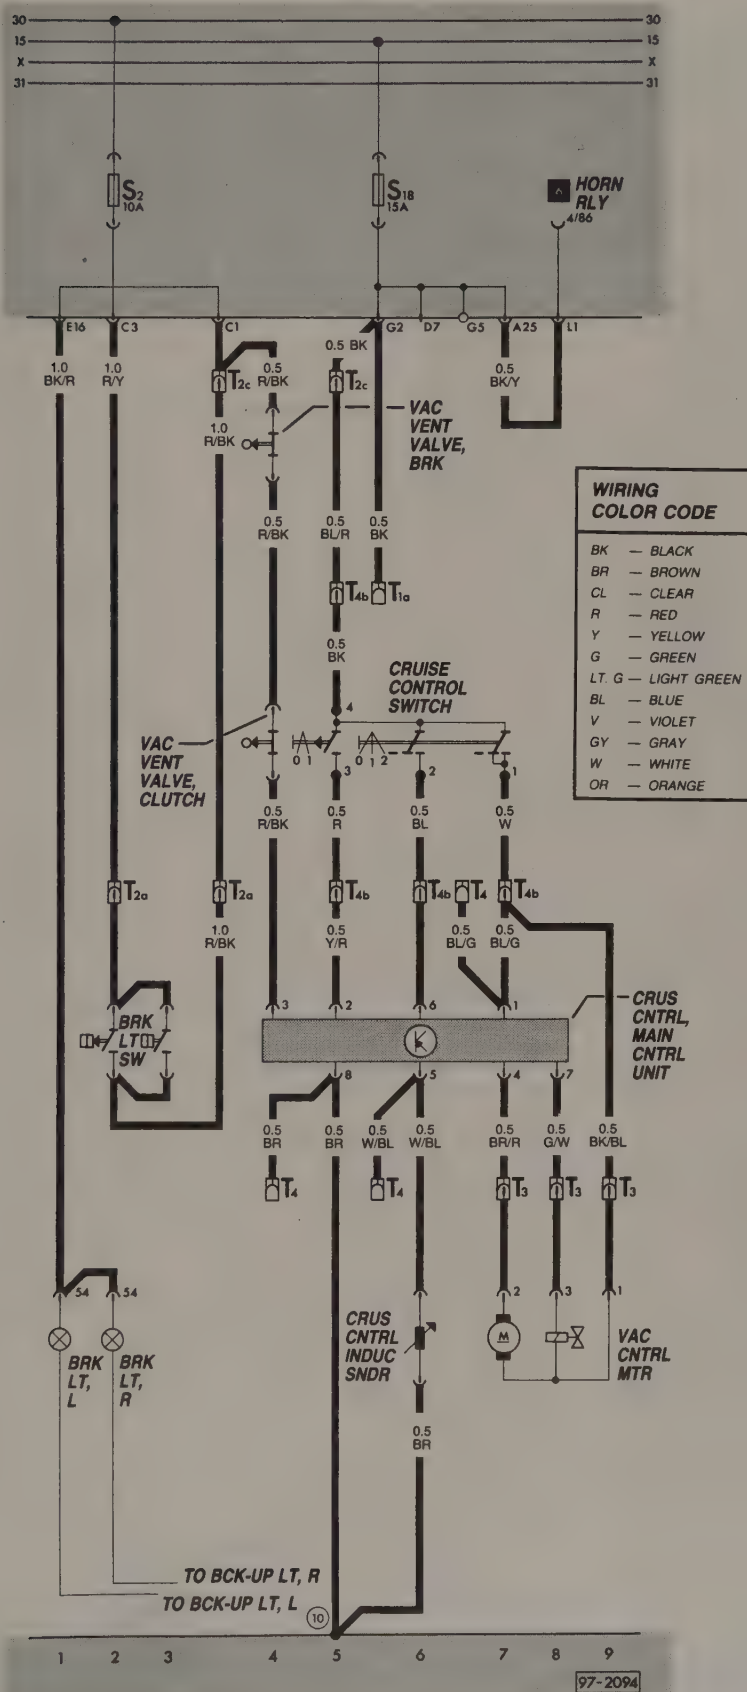 30 30
15 15
X X
31 31
S2
10A
S18
15A
HORN
RLY
4/86
E16 C3 C1 G2 D7 G5 A25 L1
1.0
BK/R
1.0
R/Y
T2c
0.5
R/BK
0.5 BK
T2c
0.5
BK/Y
1.0
R/BK
VAC
VENT
VALVE,
BRK
0.5
R/BK
0.5
BL/R
0.5
BK
T4b T1a
0.5
BK
WIRING
COLOR CODE
BK — BLACK
BR — BROWN
CL — CLEAR
R — RED
Y — YELLOW
G — GREEN
LT. G — LIGHT GREEN
BL — BLUE
V — VIOLET
GY — GRAY
W — WHITE
OR — ORANGE
CRUISE
CONTROL
SWITCH
4
VAC
VENT
VALVE,
CLUTCH
0 1 0 1 2
3 2 1
0.5
R/BK
0.5
R
0.5
BL
0.5
W
T2a T2a T4b T4b T4 T4b
1.0
R/BK
0.5
Y/R
0.5
BL/G
0.5
BL/G
3 2 6 1
CRUS
CNTRL,
MAIN
CNTRL
UNIT
BRK
LT
SW
8 5 4 7
0.5
BR
0.5
BR
0.5
W/BL
0.5
W/BL
0.5
BR/R
0.5
G/W
0.5
BK/BL
T4 T4 T3 T3 T3
54 54 2 3 1
BRK
LT,
L
BRK
LT,
R
CRUS
CNTRL
INDUC
SNDR
M
VAC
CNTRL
MTR
0.5
BR
TO BCK-UP LT, R
TO BCK-UP LT, L
10
1 2 3 4 5 6 7 8 9
97-2094